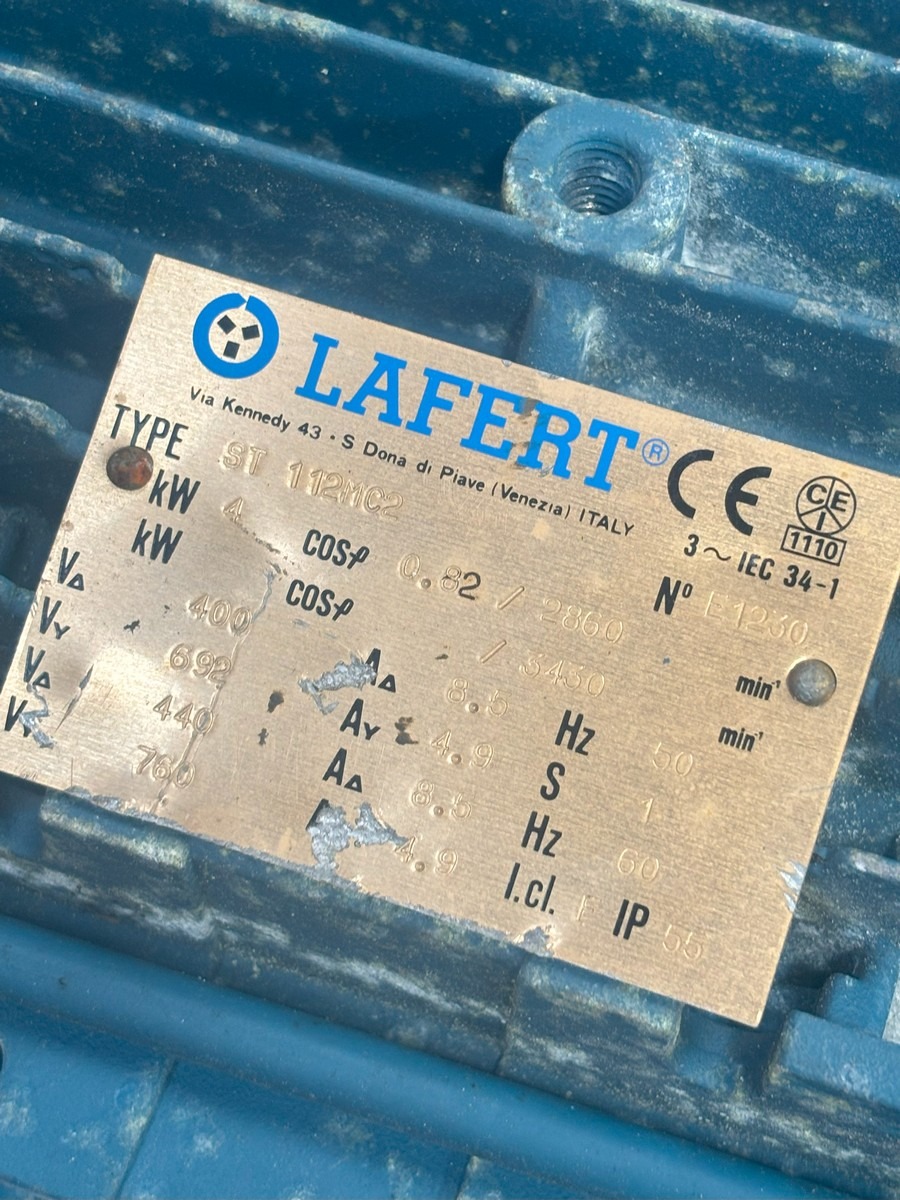 LAFERT®
Via Kennedy 43 · S Dona di Piave (Venezia) ITALY
CE
CEI
1110
3~ IEC 34-1
TYPE ST 112MC2 N° E1230
kW 4 cosφ 0.82 / 2860 min⁻¹
kW cosφ / 3430 min⁻¹
VΔ 400 AΔ 8.5 Hz 50
VY 692 AY 4.9 S 1
VΔ 440 AΔ 8.5 Hz 60
VY 760 4.9 I.cl. F IP 55